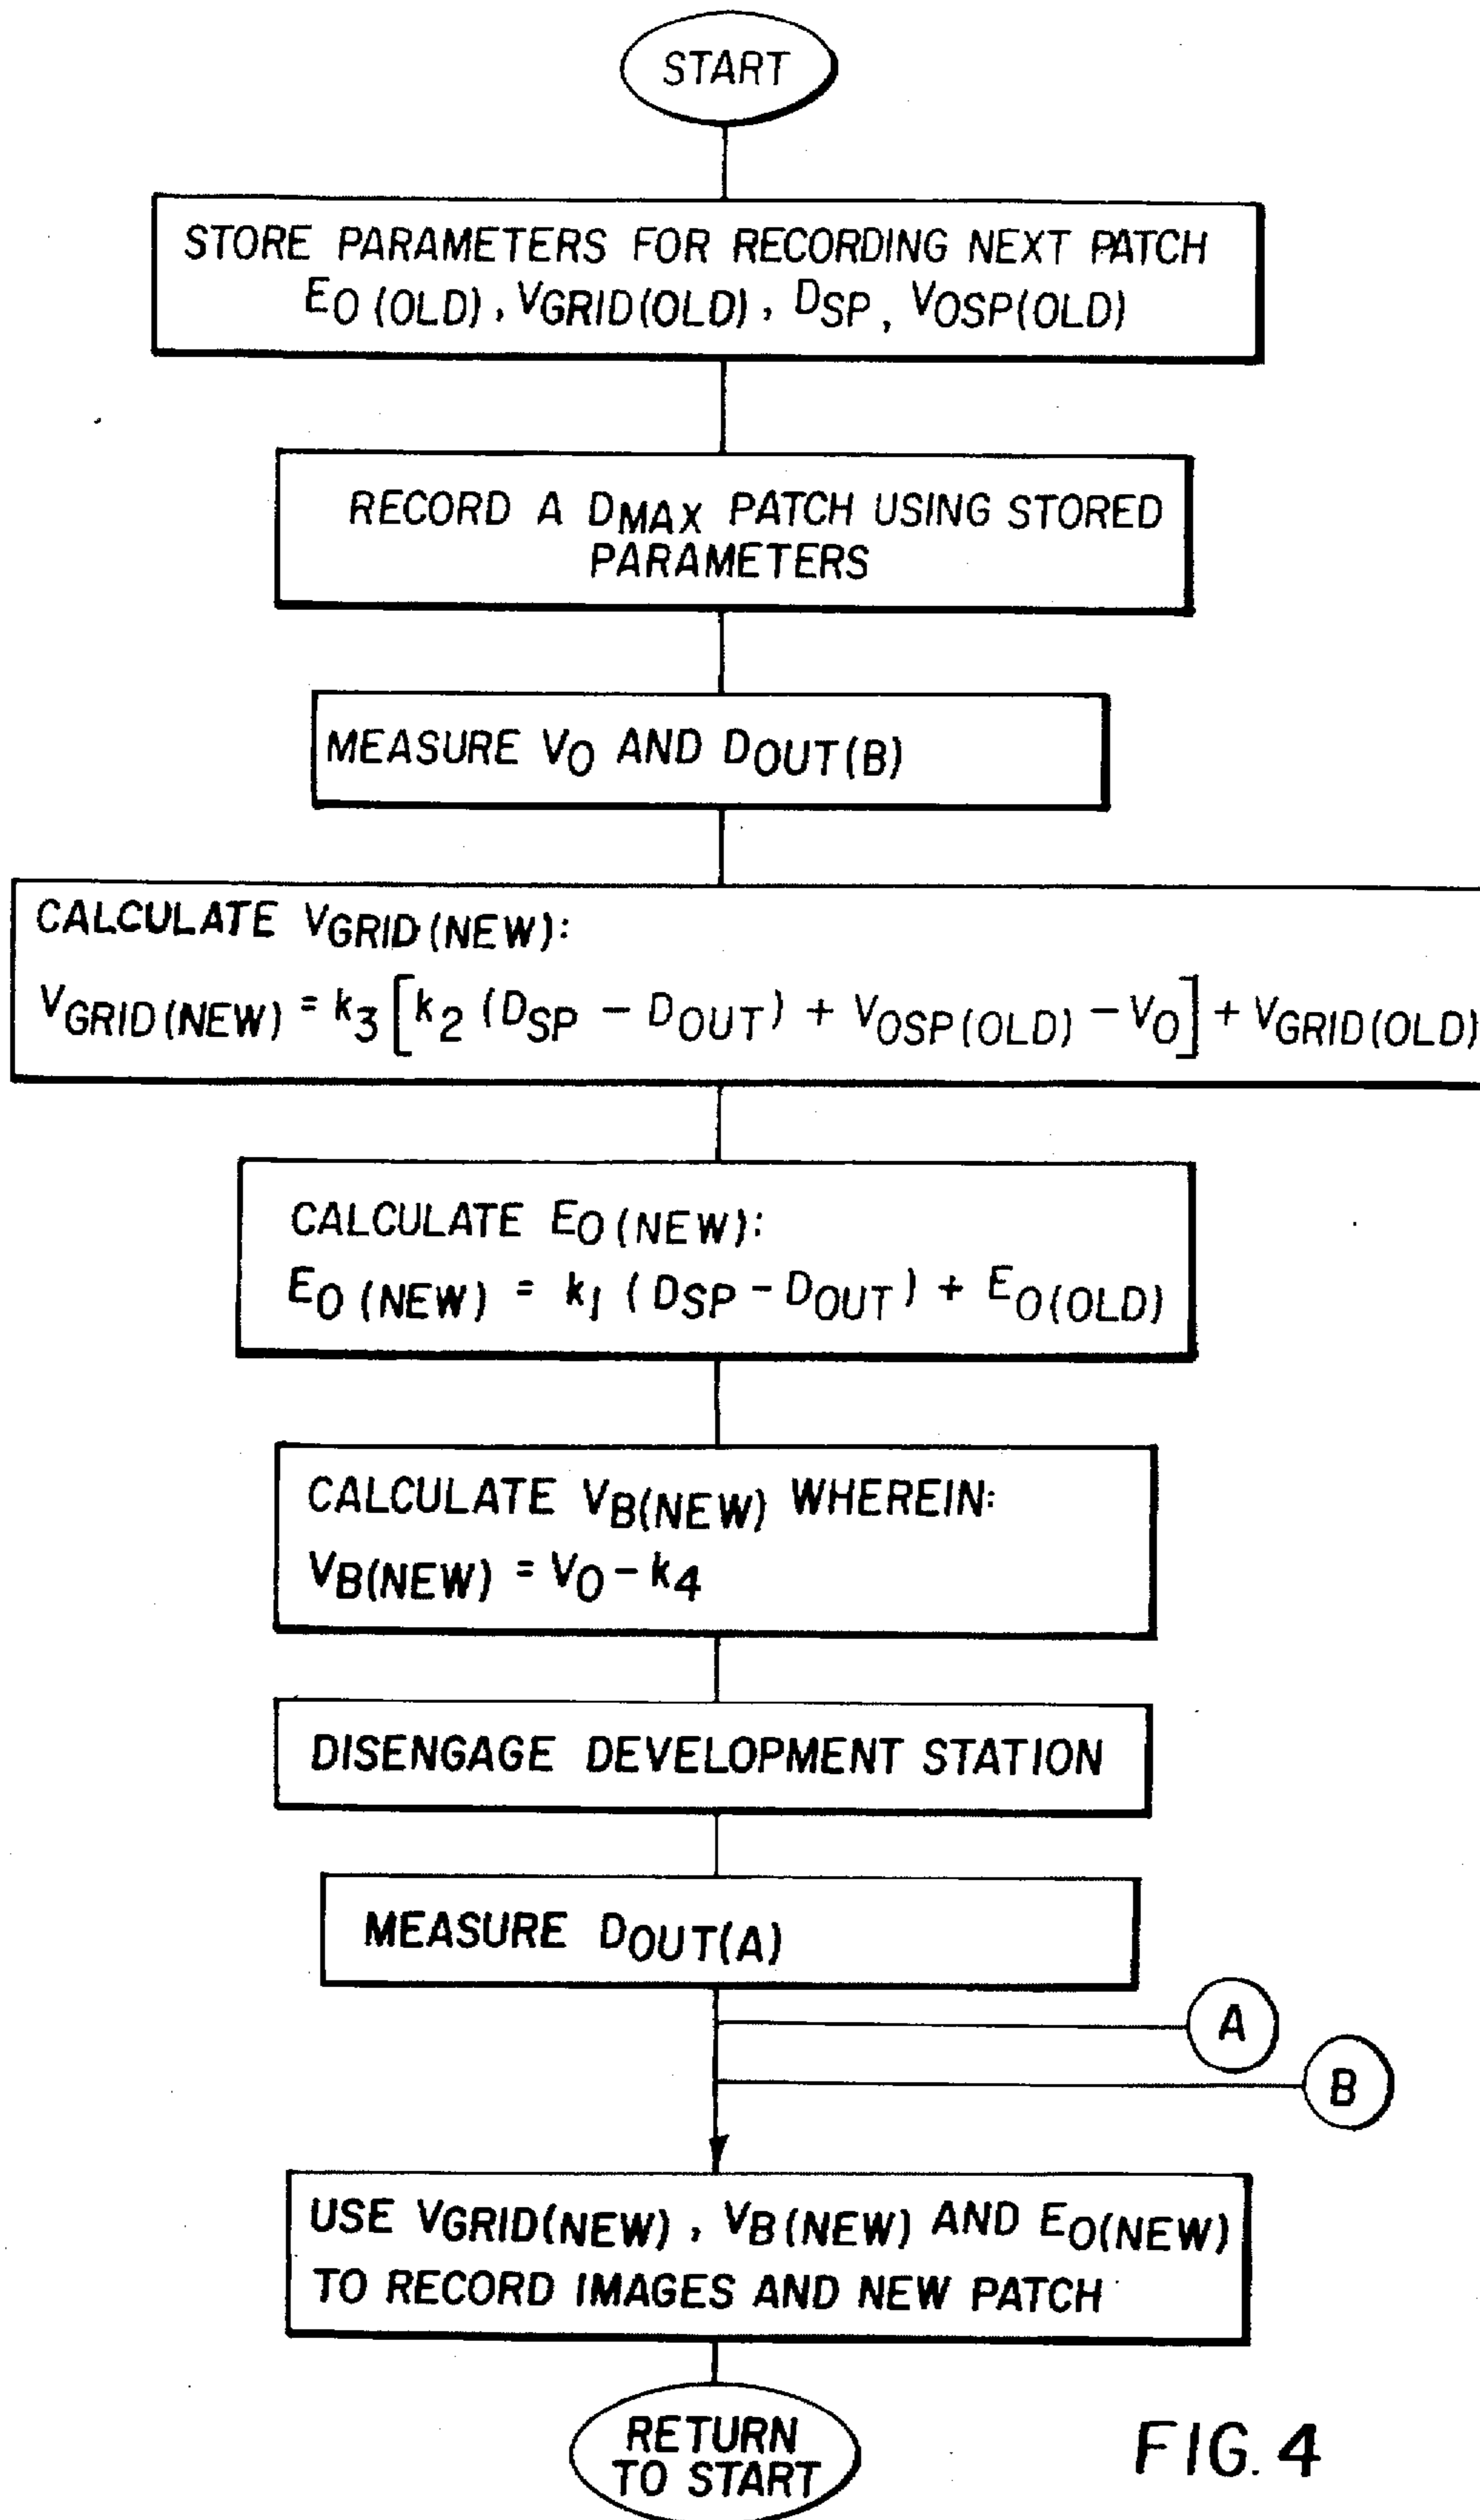 START
STORE PARAMETERS FOR RECORDING NEXT PATCH
EO (OLD), VGRID(OLD), DSP, VOSP(OLD)
RECORD A DMAX PATCH USING STORED
PARAMETERS
MEASURE VO AND DOUT(B)
CALCULATE VGRID(NEW):
VGRID(NEW) = k3 [k2 (DSP - DOUT) + VOSP(OLD) - VO] + VGRID(OLD)
CALCULATE EO(NEW):
EO (NEW) = k1 (DSP - DOUT) + EO(OLD)
CALCULATE VB(NEW) WHEREIN:
VB(NEW) = VO - k4
DISENGAGE DEVELOPMENT STATION
MEASURE DOUT(A)
A
B
USE VGRID(NEW), VB(NEW) AND EO(NEW)
TO RECORD IMAGES AND NEW PATCH
RETURN
TO START
FIG. 4